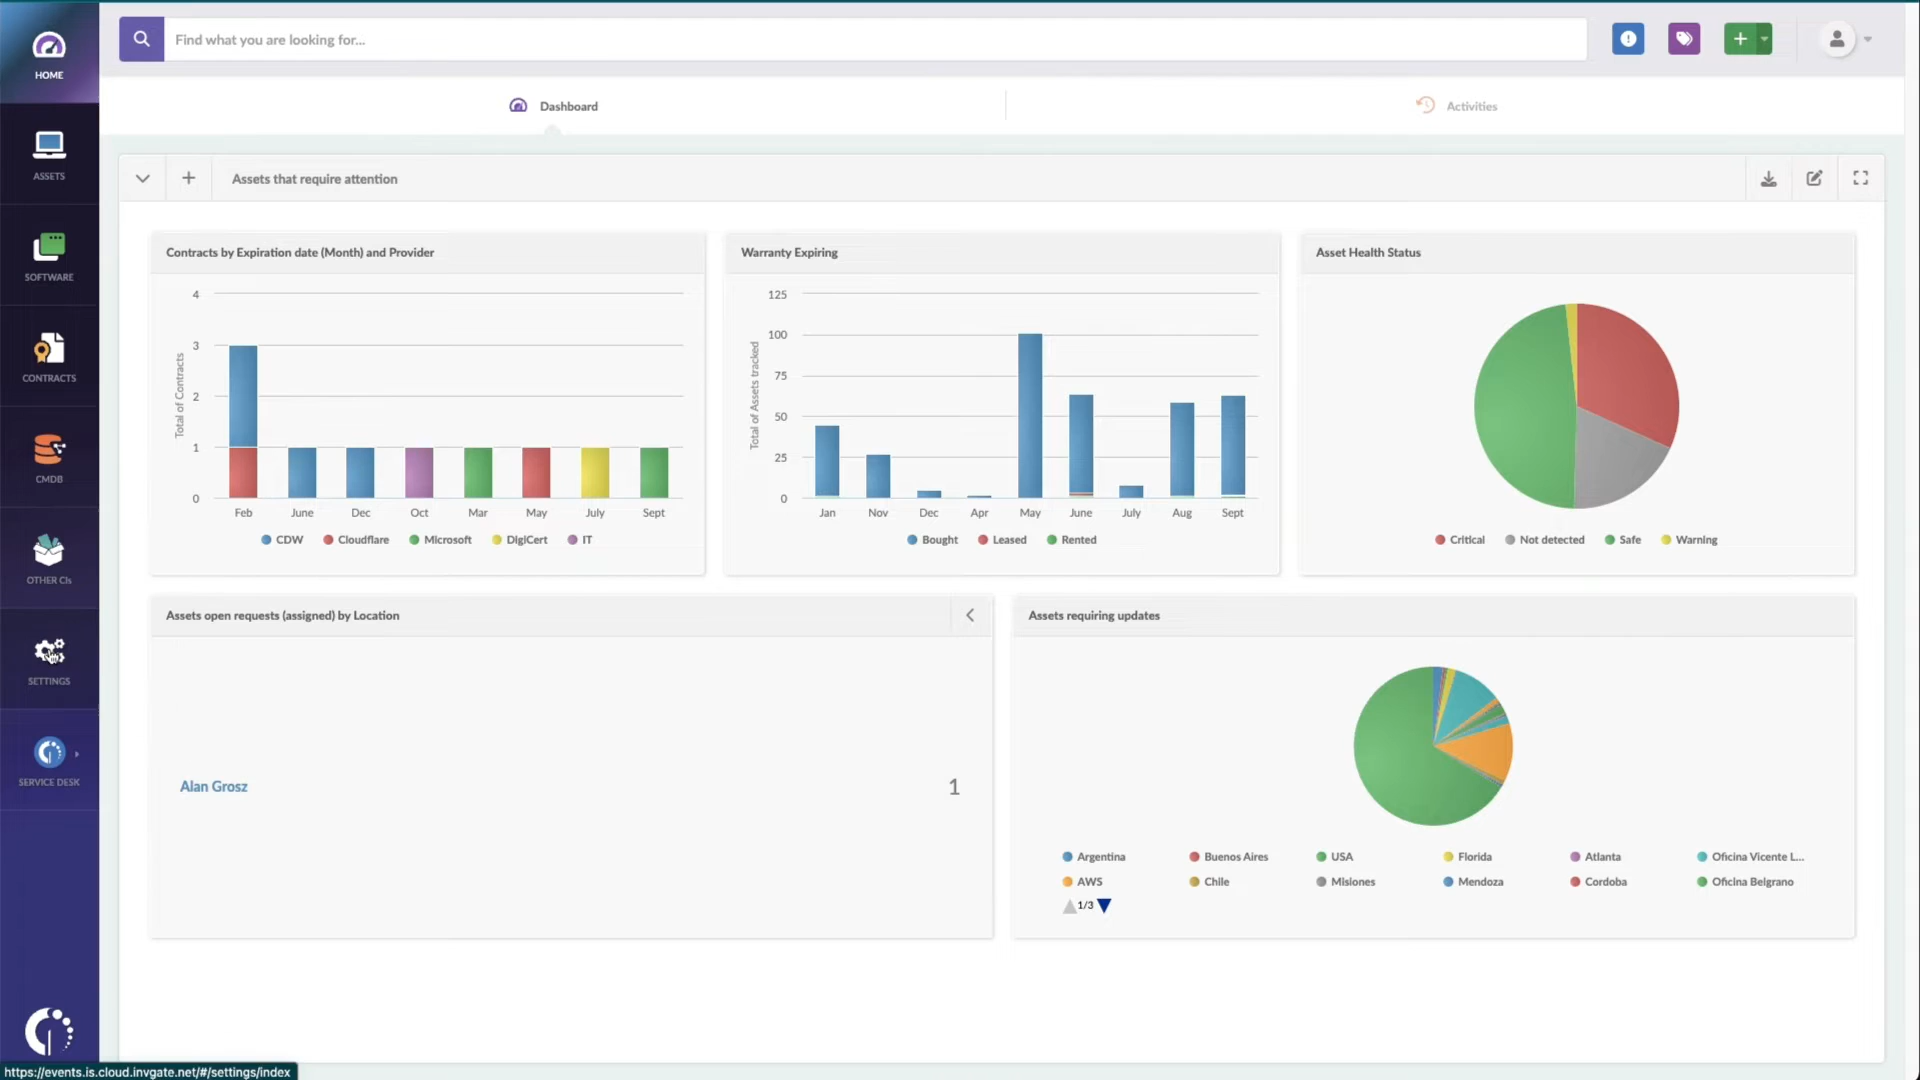 HOME
ASSETS
SOFTWARE
CONTRACTS
CMDB
OTHER CIs
SETTINGS
SERVICE DESK
Find what you are looking for...
Dashboard
Activities
Assets that require attention
Contracts by Expiration date (Month) and Provider
Total of Contracts
4
3
2
1
0
Feb June Dec Oct Mar May July Sept
CDW Cloudflare Microsoft DigiCert IT
Warranty Expiring
Total of Assets tracked
125
100
75
50
25
0
Jan Nov Dec Apr May June July Aug Sept
Bought Leased Rented
Asset Health Status
Critical Not detected Safe Warning
Assets open requests (assigned) by Location
Alan Grosz 1
Assets requiring updates
Argentina Buenos Aires USA Florida Atlanta Oficina Vicente L...
AWS Chile Misiones Mendoza Cordoba Oficina Belgrano
1/3
https://events.is.cloud.invgate.net/#/settings/index